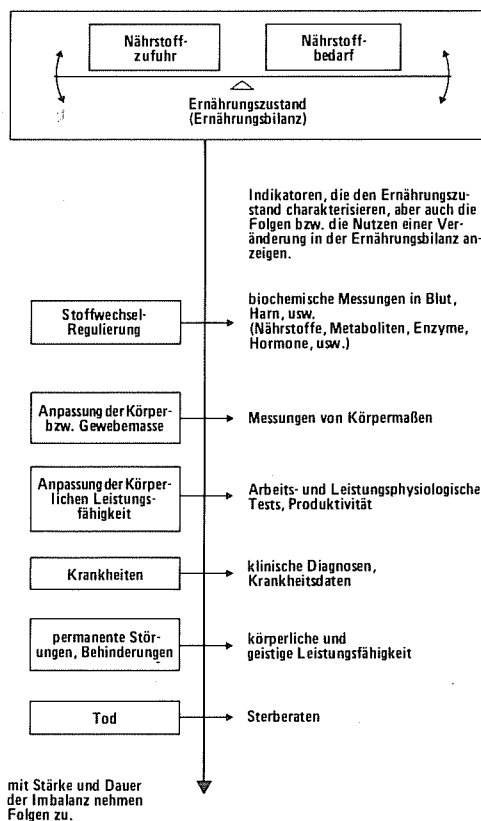 Nährstoff-
zufuhr
Nährstoff-
bedarf
Ernährungszustand
(Ernährungsbilanz)
Indikatoren, die den Ernährungszu-
stand charakterisieren, aber auch die
Folgen bzw. die Nutzen einer Ver-
änderung in der Ernährungsbilanz an-
zeigen.
Stoffwechsel-
Regulierung
biochemische Messungen in Blut,
Harn, usw.
(Nährstoffe, Metaboliten, Enzyme,
Hormone, usw.)
Anpassung der Körper-
bzw. Gewebemasse
Messungen von Körpermaßen
Anpassung der Körper-
lichen Leistungs-
fähigkeit
Arbeits- und Leistungsphysiologische
Tests, Produktivität
Krankheiten
klinische Diagnosen,
Krankheitsdaten
permanente Stör-
ungen, Behinderungen
körperliche und
geistige Leistungsfähigkeit
Tod
Sterberaten
mit Stärke und Dauer
der Imbalanz nehmen
Folgen zu.